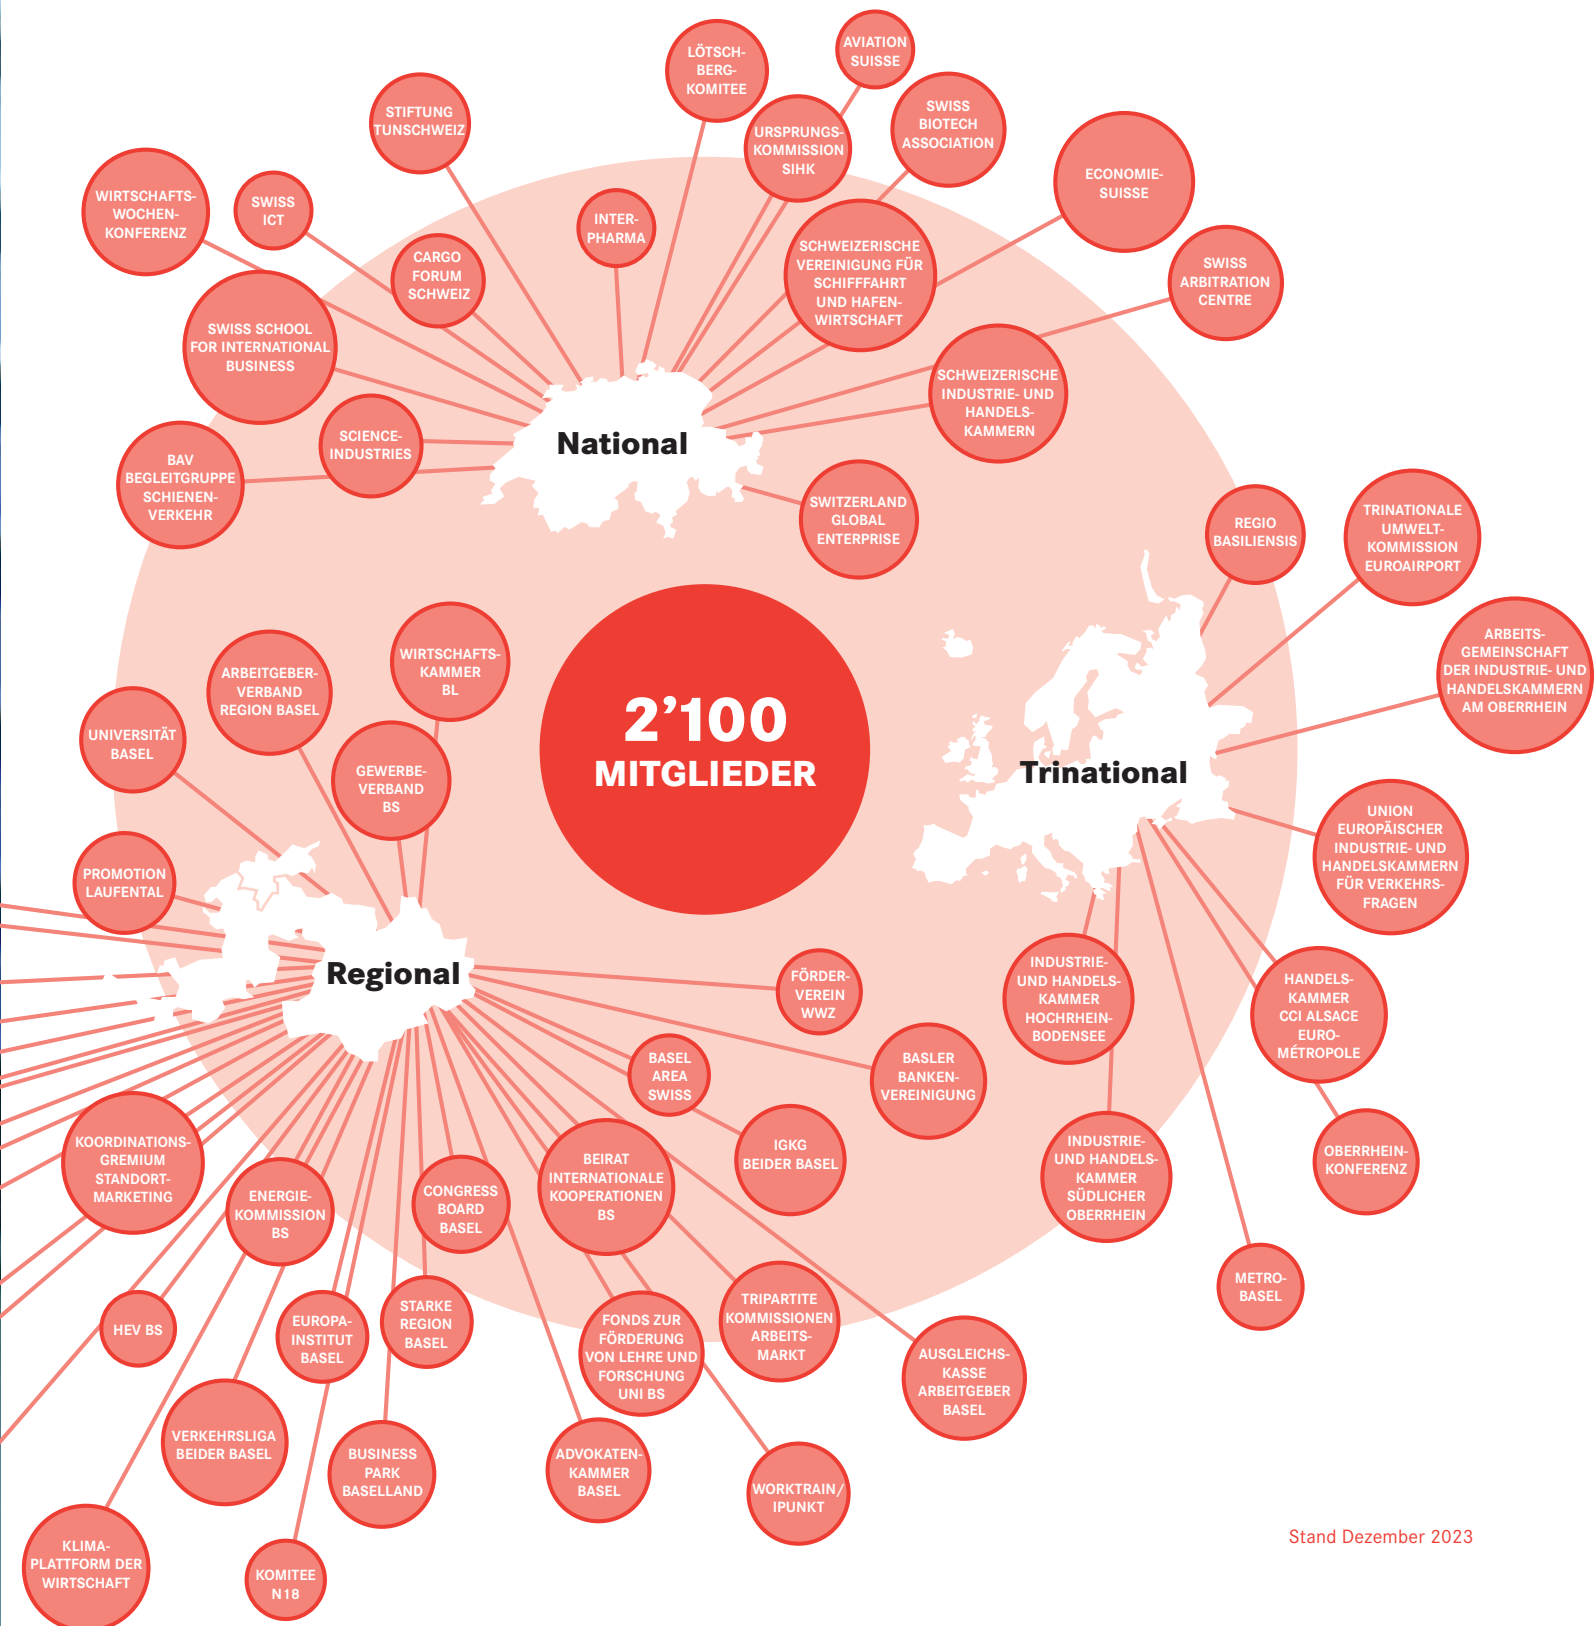 LÖTSCH-
BERG-
KOMITEE
AVIATION
SUISSE
STIFTUNG
TUNSCHWEIZ
URSPRUNGS-
KOMMISSION
SIHK
SWISS
BIOTECH
ASSOCIATION
ECONOMIE-
SUISSE
WIRTSCHAFTS-
WOCHEN-
KONFERENZ
SWISS
ICT
INTER-
PHARMA
CARGO
FORUM
SCHWEIZ
SCHWEIZERISCHE
VEREINIGUNG FÜR
SCHIFFFAHRT
UND HAFEN-
WIRTSCHAFT
SWISS
ARBITRATION
CENTRE
SWISS SCHOOL
FOR INTERNATIONAL
BUSINESS
SCHWEIZERISCHE
INDUSTRIE- UND
HANDELS-
KAMMERN
SCIENCE-
INDUSTRIES
National
BAV
BEGLEITGRUPPE
SCHIENEN-
VERKEHR
SWITZERLAND
GLOBAL
ENTERPRISE
REGIO
BASILIENSIS
TRINATIONALE
UMWELT-
KOMMISSION
EUROAIRPORT
ARBEITS-
GEMEINSCHAFT
DER INDUSTRIE- UND
HANDELSKAMMERN
AM OBERRHEIN
WIRTSCHAFTS-
KAMMER
BL
ARBEITGEBER-
VERBAND
REGION BASEL
UNIVERSITÄT
BASEL
GEWERBE-
VERBAND
BS
2’100
MITGLIEDER
Trinational
UNION
EUROPÄISCHER
INDUSTRIE- UND
HANDELSKAMMERN
FÜR VERKEHRS-
FRAGEN
PROMOTION
LAUFENTAL
Regional
FÖRDER-
VEREIN
WWZ
INDUSTRIE-
UND HANDELS-
KAMMER
HOCHRHEIN-
BODENSEE
HANDELS-
KAMMER
CCI ALSACE
EURO-
MÉTROPOLE
BASEL
AREA
SWISS
BASLER
BANKEN-
VEREINIGUNG
IGKG
BEIDER BASEL
KOORDINATIONS-
GREMIUM
STANDORT-
MARKETING
ENERGIE-
KOMMISSION
BS
CONGRESS
BOARD
BASEL
BEIRAT
INTERNATIONALE
KOOPERATIONEN
BS
INDUSTRIE-
UND HANDELS-
KAMMER
SÜDLICHER
OBERRHEIN
OBERRHEIN-
KONFERENZ
METRO-
BASEL
HEV BS
EUROPA-
INSTITUT
BASEL
STARKE
REGION
BASEL
FONDS ZUR
FÖRDERUNG
VON LEHRE UND
FORSCHUNG
UNI BS
TRIPARTITE
KOMMISSIONEN
ARBEITS-
MARKT
AUSGLEICHS-
KASSE
ARBEITGEBER
BASEL
VERKEHRSLIGA
BEIDER BASEL
BUSINESS
PARK
BASELLAND
ADVOKATEN-
KAMMER
BASEL
WORKTRAIN/
IPUNKT
KLIMA-
PLATTFORM DER
WIRTSCHAFT
KOMITEE
N18
Stand Dezember 2023